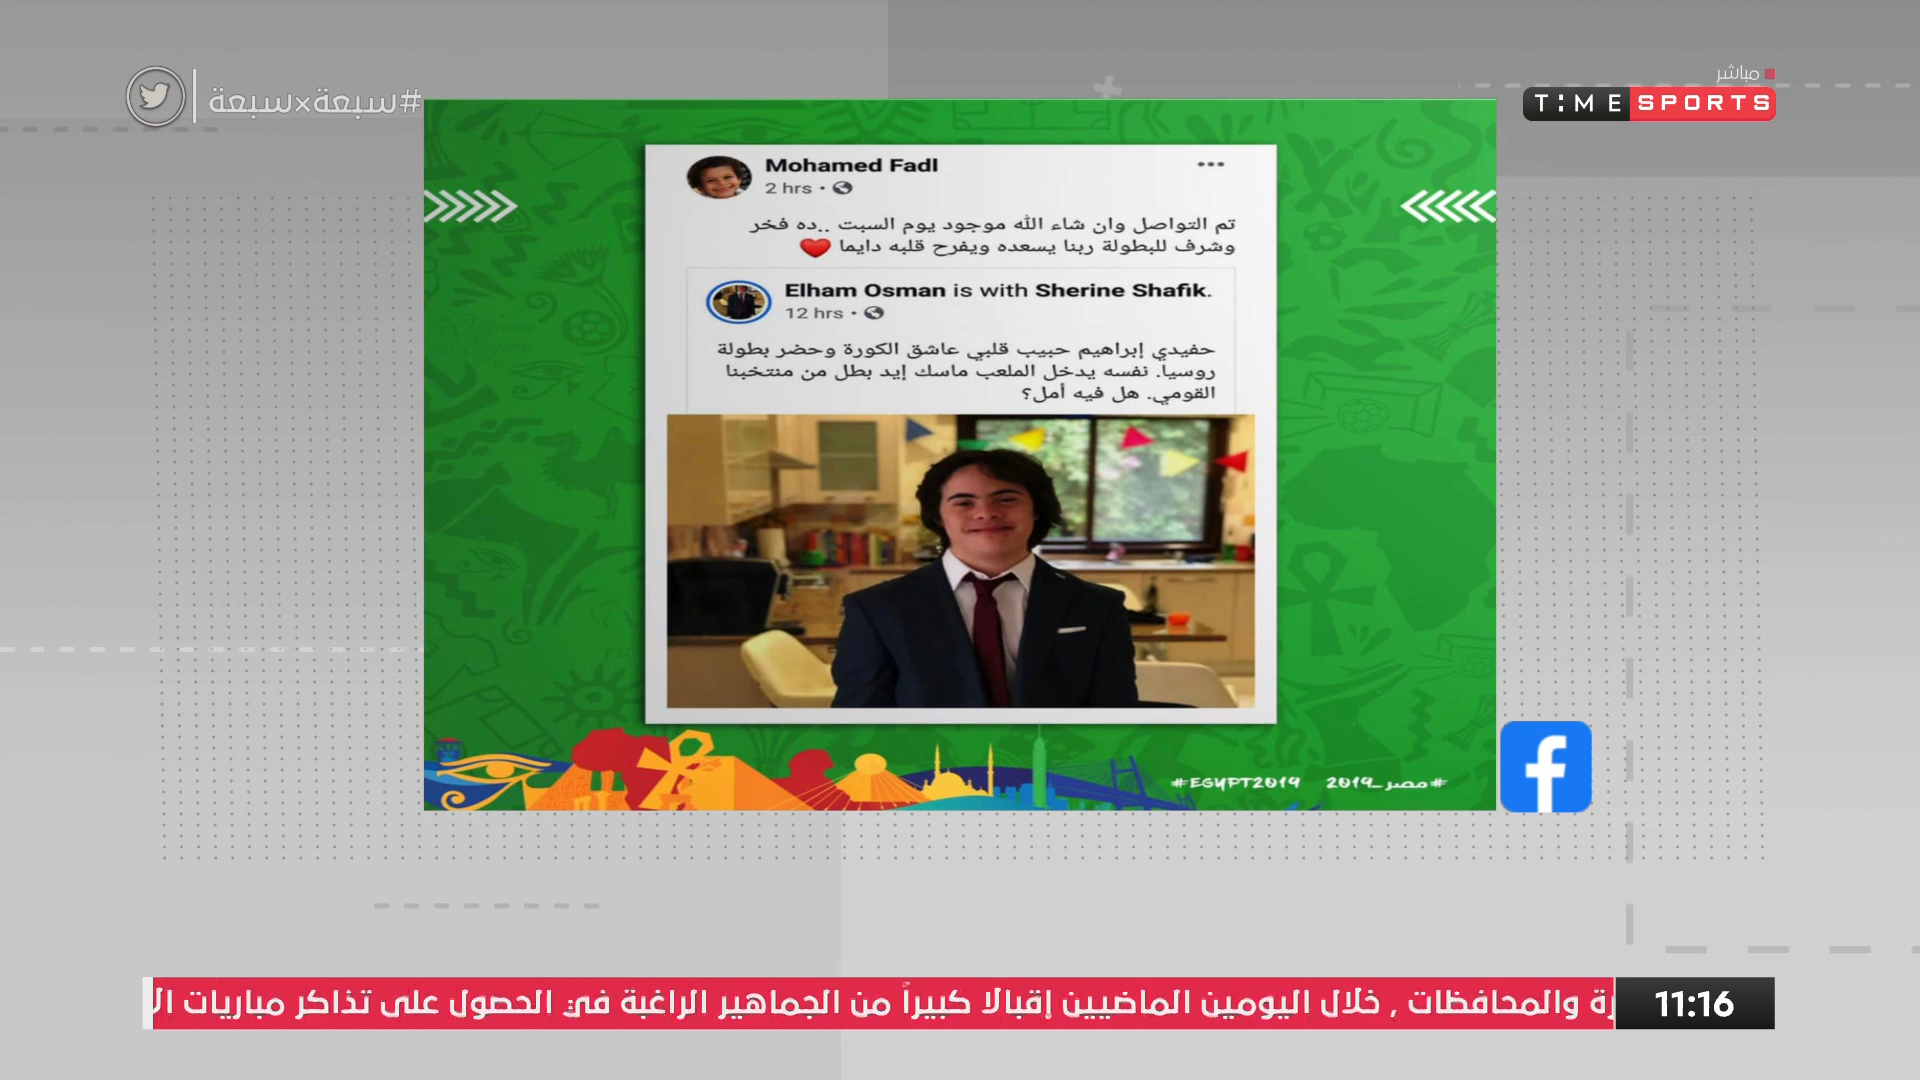 #سبعة×سبعة
مباشر
TIME SPORTS
Mohamed Fadl
2 hrs
تم التواصل وان شاء الله موجود يوم السبت ..ده فخر
وشرف للبطولة ربنا يسعده ويفرح قلبه دايما ❤️
Elham Osman is with Sherine Shafik.
12 hrs
حفيدي إبراهيم حبيب قلبي عاشق الكورة وحضر بطولة
روسيا. نفسه يدخل الملعب ماسك إيد بطل من منتخبنا
القومي. هل فيه أمل؟
#EGYPT2019 #مصر_2019
والمحافظات , خلال اليومين الماضيين إقبالا كبيراً من الجماهير الراغبة في الحصول على تذاكر مباريات
11:16